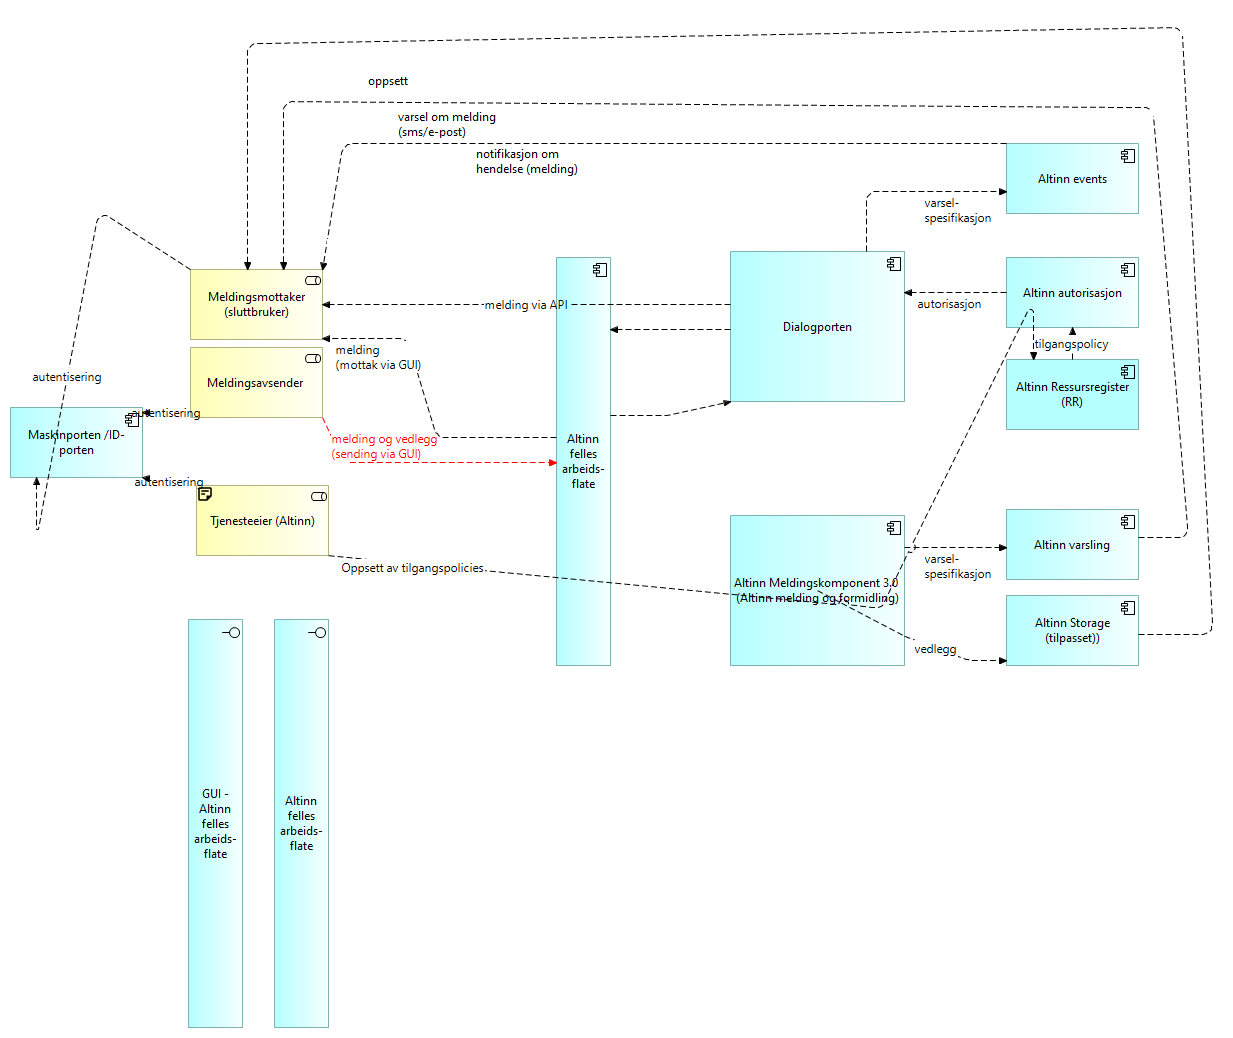 oppsett
varsel om melding
(sms/e-post)
notifikasjon om
hendelse (melding)
Altinn events
varsel-
spesifikasjon
Meldingsmottaker
(sluttbruker)
melding via API
Dialogporten
autorisasjon
Altinn autorisasjon
tilgangspolicy
melding
(mottak via GUI)
Meldingsavsender
autentisering
autentisering
Altinn Ressursregister
(RR)
Maskinporten /ID-
porten
melding og vedlegg
(sending via GUI)
Altinn
felles
arbeids-
flate
autentisering
Tjenesteeier (Altinn)
Oppsett av tilgangspolicies
Altinn Meldingskomponent 3.0
(Altinn melding og formidling)
varsel-
spesifikasjon
Altinn varsling
Altinn Storage
(tilpasset))
vedlegg
GUI -
Altinn
felles
arbeids-
flate
Altinn
felles
arbeids-
flate